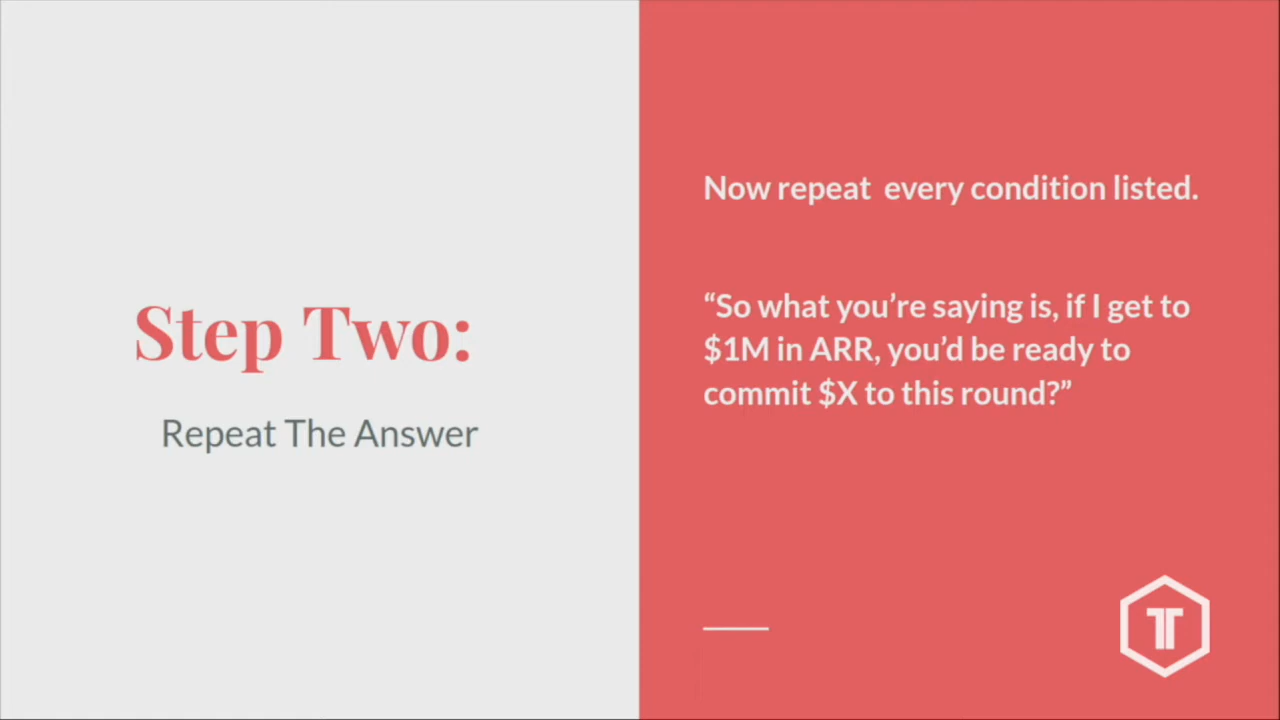 Step Two:
Repeat The Answer
Now repeat  every condition listed.
“So what you’re saying is, if I get to
$1M in ARR, you’d be ready to
commit $X to this round?”